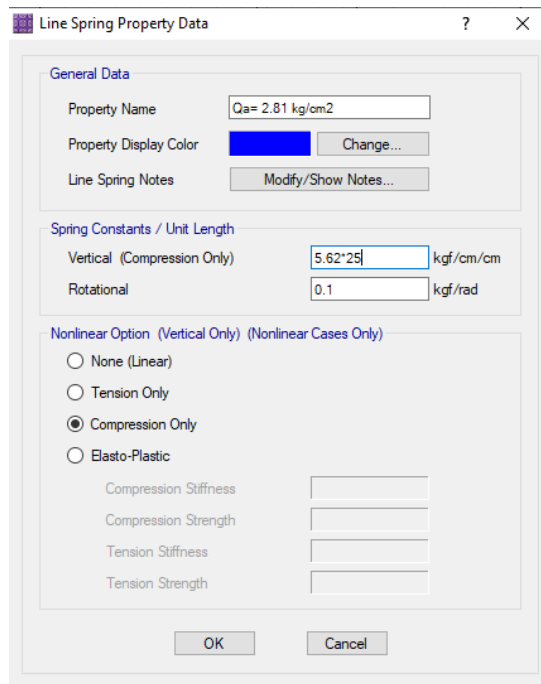 Line Spring Property Data
General Data
Property Name Qa= 2.81 kg/cm2
Property Display Color Change...
Line Spring Notes Modify/Show Notes...
Spring Constants / Unit Length
Vertical (Compression Only) 5.62*25 kgf/cm/cm
Rotational 0.1 kgf/rad
Nonlinear Option (Vertical Only) (Nonlinear Cases Only)
None (Linear)
Tension Only
Compression Only
Elasto-Plastic
Compression Stiffness
Compression Strength
Tension Stiffness
Tension Strength
OK Cancel